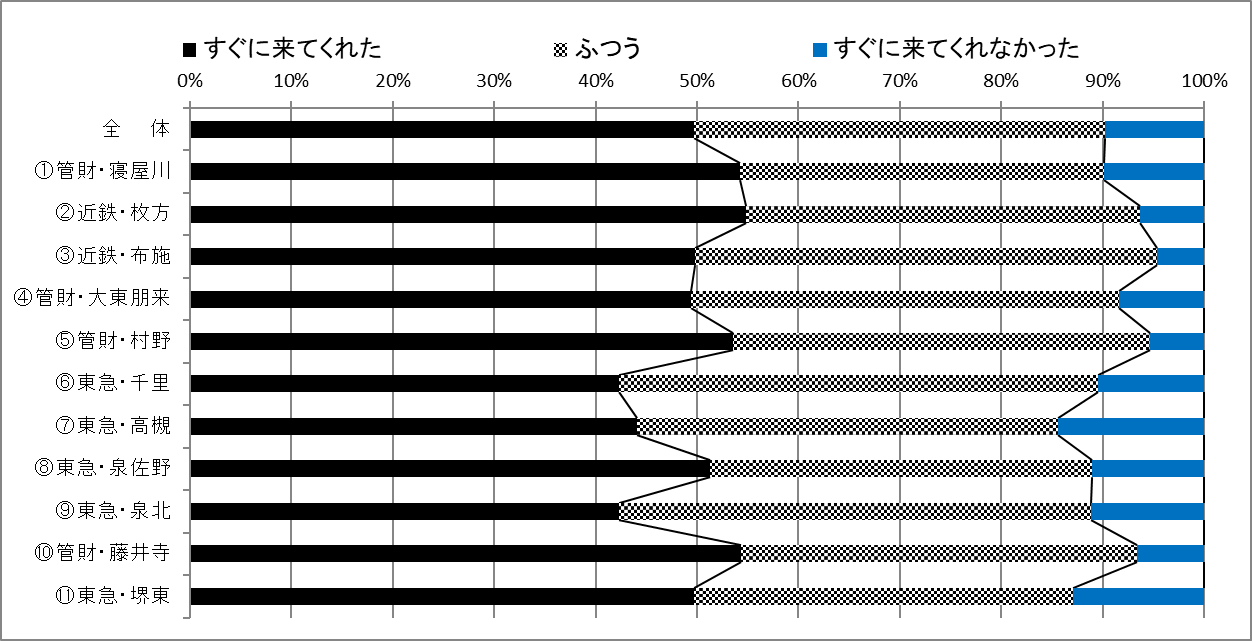 すぐに来てくれた ふつう すぐに来てくれなかった
0% 10% 20% 30% 40% 50% 60% 70% 80% 90% 100%
全 体
①管財・寝屋川
②近鉄・枚方
③近鉄・布施
④管財・大東朋来
⑤管財・村野
⑥東急・千里
⑦東急・高槻
⑧東急・泉佐野
⑨東急・泉北
⑩管財・藤井寺
⑪東急・堺東